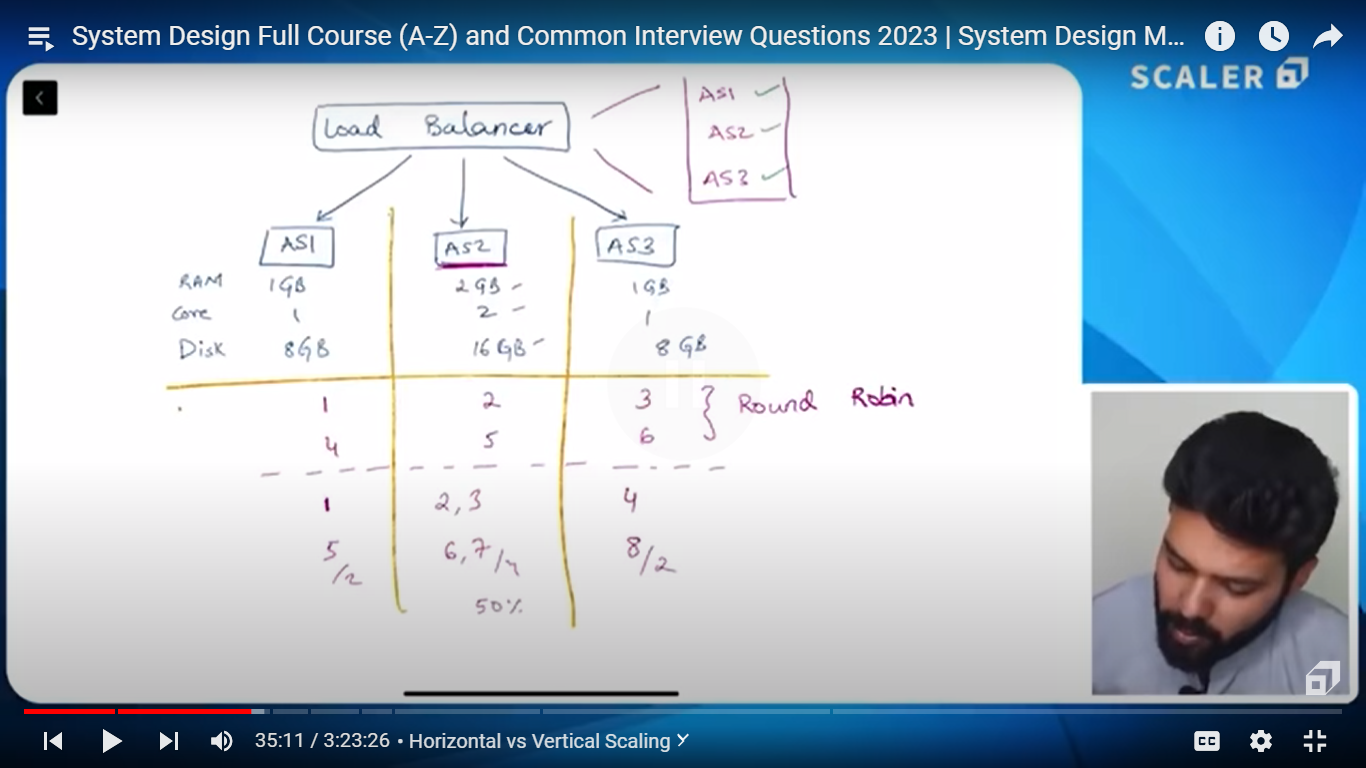 System Design Full Course (A-Z) and Common Interview Questions 2023 | System Design M...
SCALER
Load Balancer
AS1
AS2
AS3
AS1 AS2 AS3
RAM 1GB 2GB 1GB
Core 1 2 1
Disk 8GB 16GB 8GB
1 2 3 Round Robin
4 5 6
1 2,3 4
5/2 6,7/4 8/2
50%
35:11 / 3:23:26 • Horizontal vs Vertical Scaling
CC